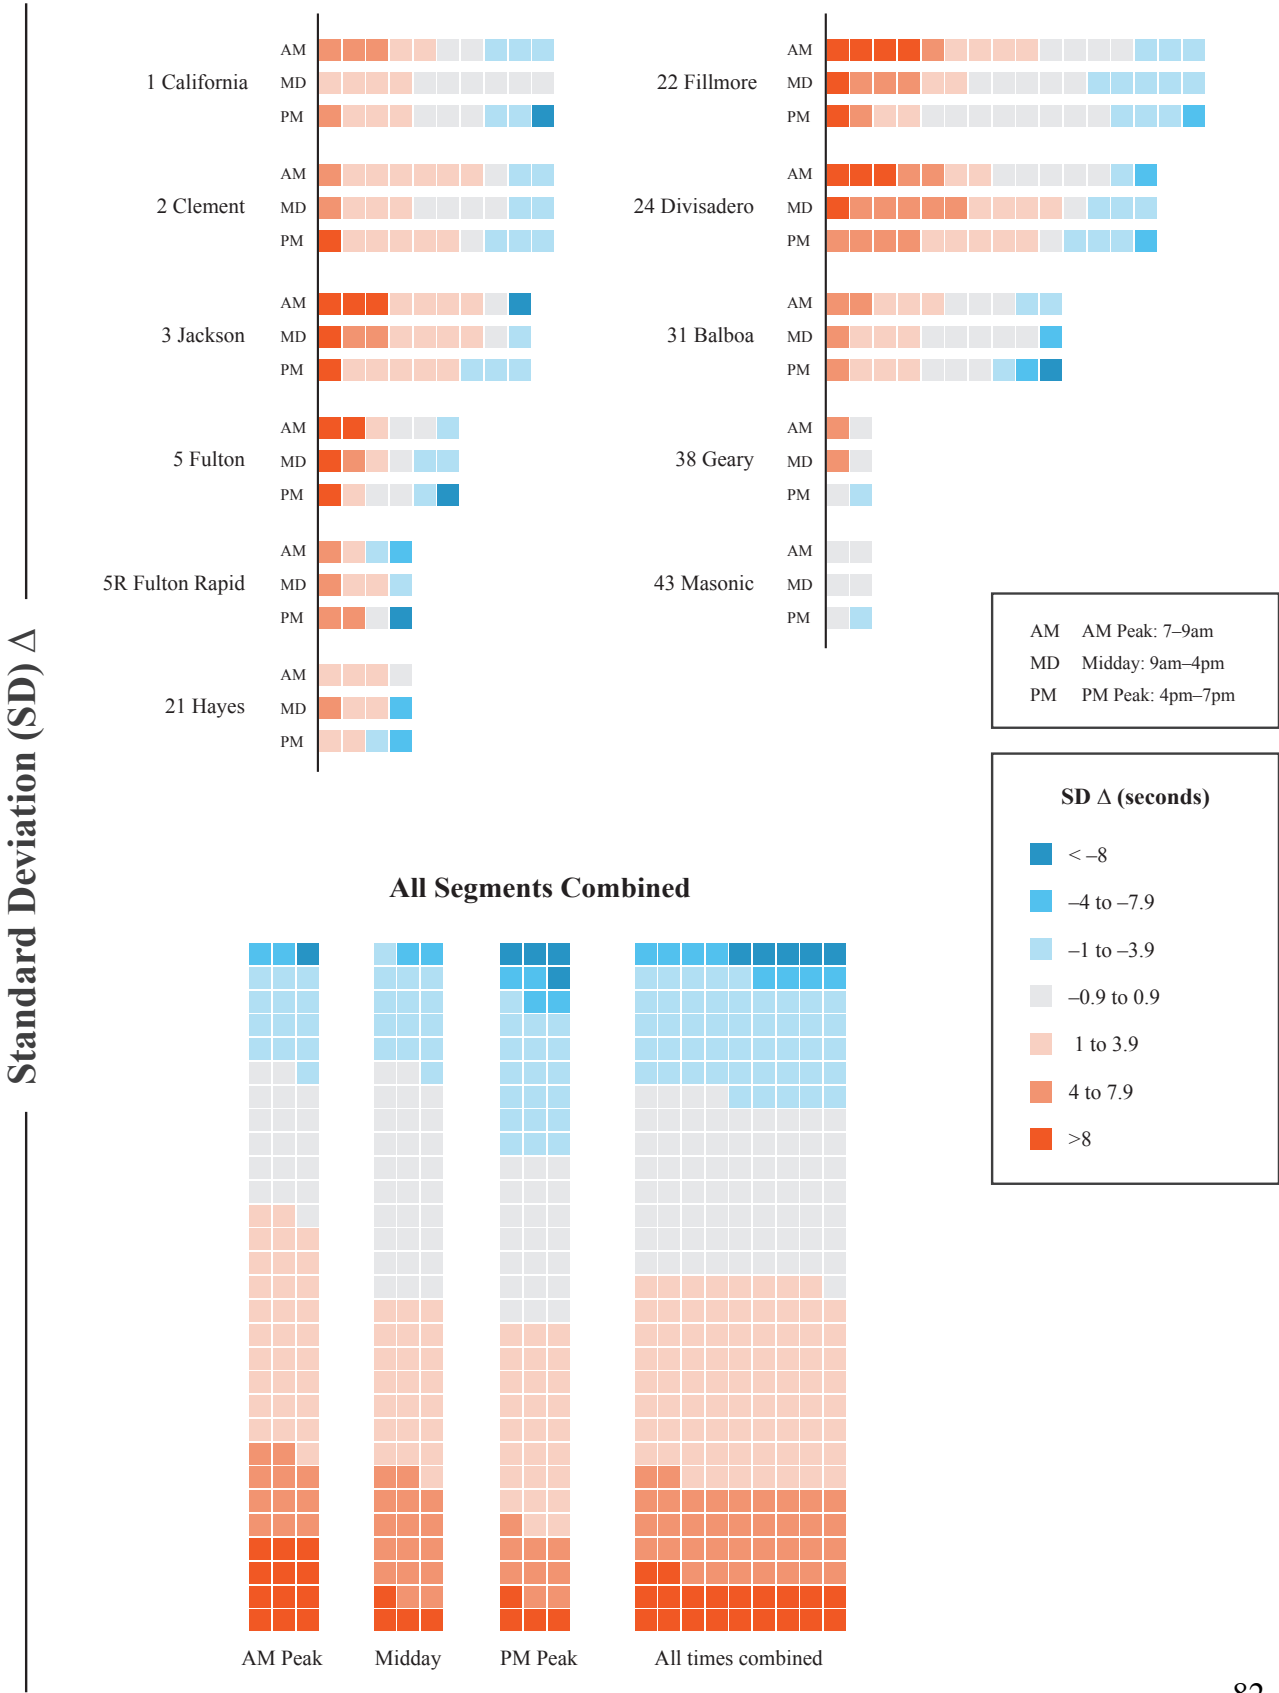 Standard Deviation (SD) Δ
1 California
AM
MD
PM
2 Clement
AM
MD
PM
3 Jackson
AM
MD
PM
5 Fulton
AM
MD
PM
5R Fulton Rapid
AM
MD
PM
21 Hayes
AM
MD
PM
22 Fillmore
AM
MD
PM
24 Divisadero
AM
MD
PM
31 Balboa
AM
MD
PM
38 Geary
AM
MD
PM
43 Masonic
AM
MD
PM
AM AM Peak: 7–9am
MD Midday: 9am–4pm
PM PM Peak: 4pm–7pm
SD Δ (seconds)
< –8
–4 to –7.9
–1 to –3.9
–0.9 to 0.9
1 to 3.9
4 to 7.9
>8
All Segments Combined
AM Peak
Midday
PM Peak
All times combined
82